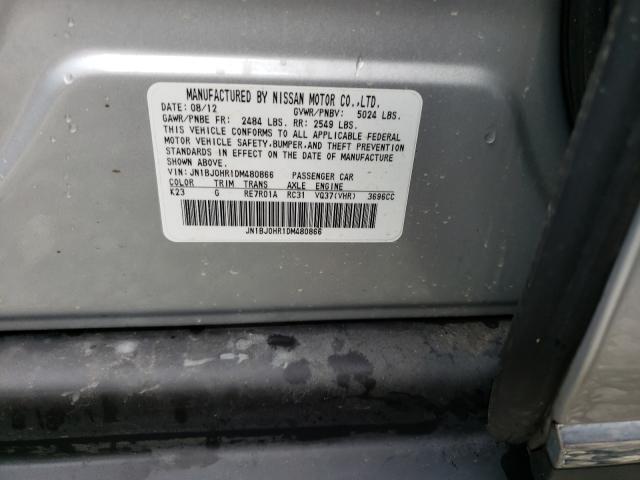 MANUFACTURED BY NISSAN MOTOR CO.,LTD.
DATE: 08/12 GVWR/PNBV: 5024 LBS.
GAWR/PNBE FR: 2484 LBS. RR: 2549 LBS.
THIS VEHICLE CONFORMS TO ALL APPLICABLE FEDERAL
MOTOR VEHICLE SAFETY,BUMPER,AND THEFT PREVENTION
STANDARDS IN EFFECT ON THE DATE OF MANUFACTURE
SHOWN ABOVE.
VIN: JN1BJ0HR1DM480866 PASSENGER CAR
COLOR TRIM TRANS AXLE ENGINE
K23 G RE7R01A RC31 VQ37(VHR) 3696CC
JN1BJ0HR1DM480866